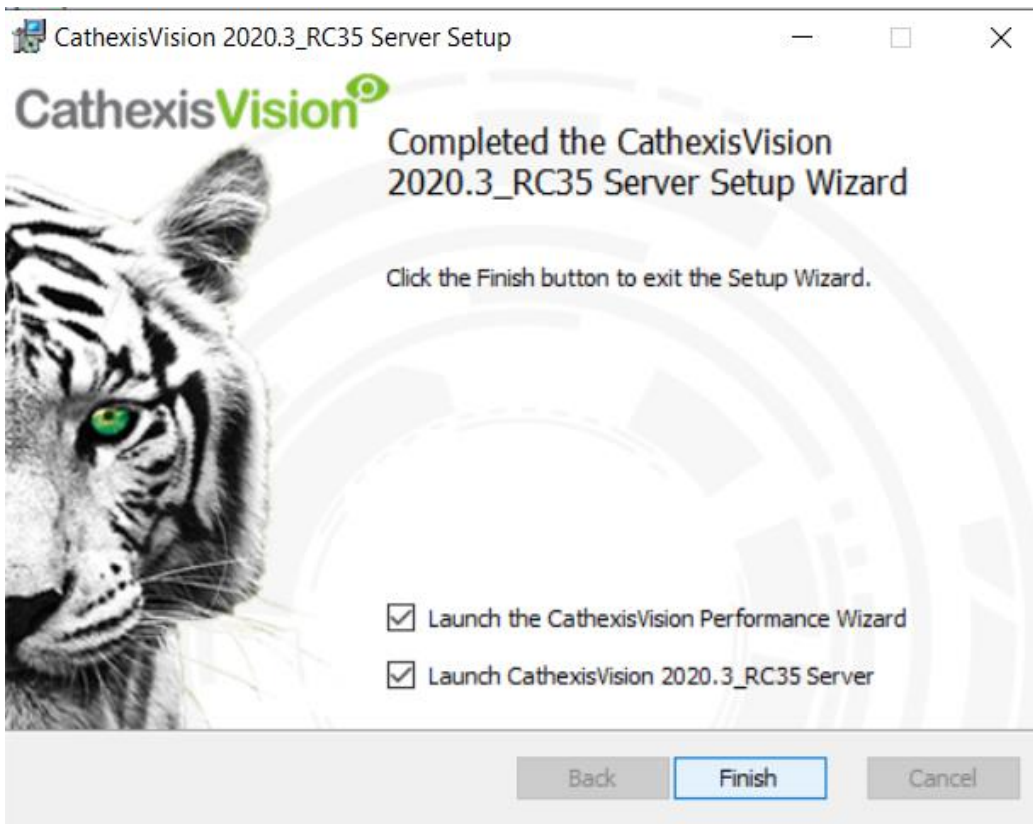 CathexisVision 2020.3_RC35 Server Setup
CathexisVision
Completed the CathexisVision
2020.3_RC35 Server Setup Wizard
Click the Finish button to exit the Setup Wizard.
Launch the CathexisVision Performance Wizard
Launch CathexisVision 2020.3_RC35 Server
Back Finish Cancel